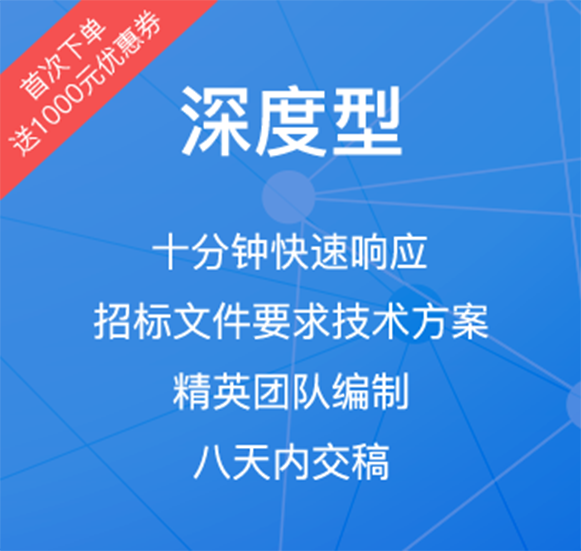 首次下单
送1000元优惠券
深度型
十分钟快速响应
招标文件要求技术方案
精英团队编制
八天内交稿